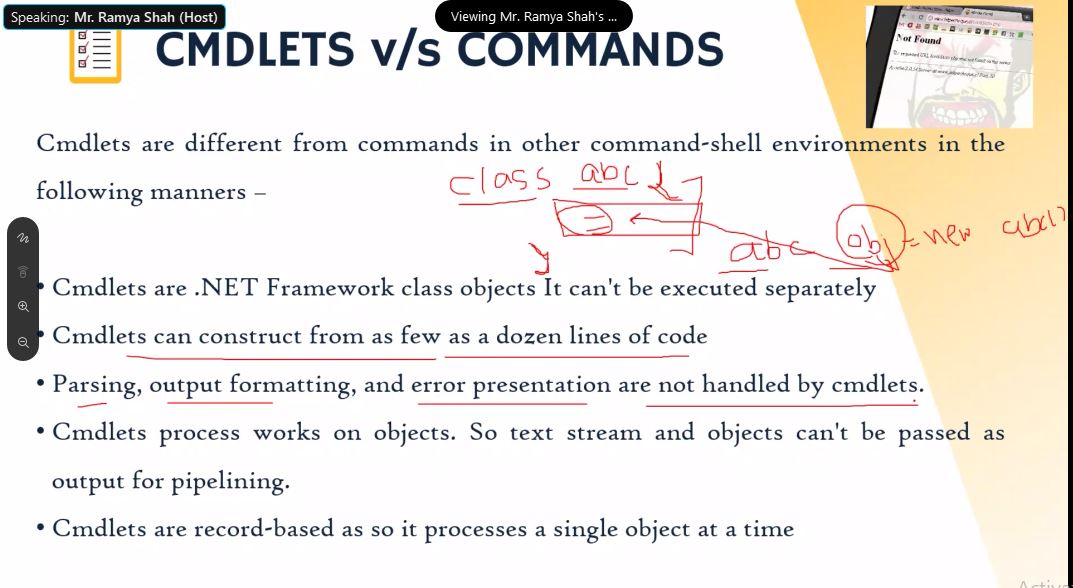 Speaking: Mr. Ramya Shah (Host)
Viewing Mr. Ramya Shah's ...
CMDLETS v/s COMMANDS
Not Found
Cmdlets are different from commands in other command-shell environments in the
following manners –
class abc {
}
abc obj = new abc()
• Cmdlets are .NET Framework class objects It can't be executed separately
• Cmdlets can construct from as few as a dozen lines of code
• Parsing, output formatting, and error presentation are not handled by cmdlets.
• Cmdlets process works on objects. So text stream and objects can't be passed as
output for pipelining.
• Cmdlets are record-based as so it processes a single object at a time